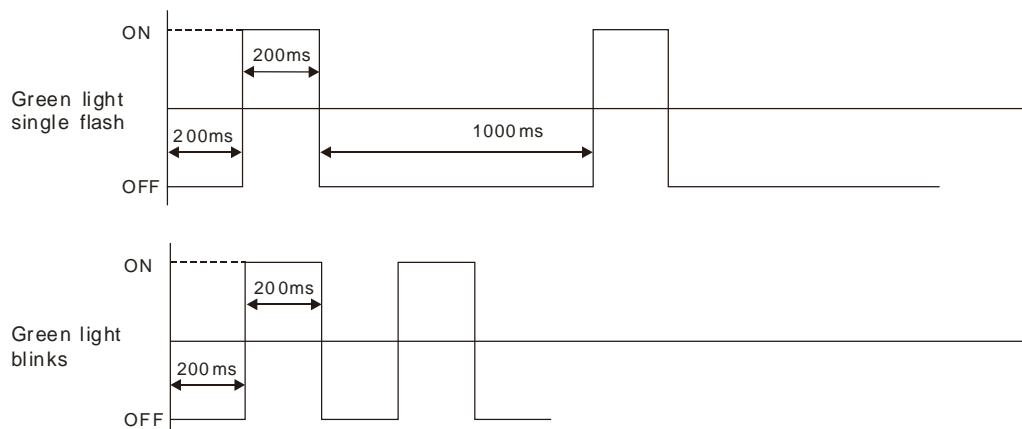 ON
200ms
Green light
single flash
200ms
1000ms
OFF
ON
200ms
Green light
blinks
200ms
OFF